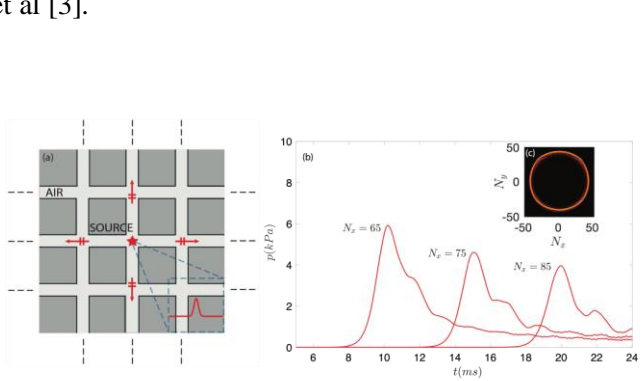 et al [3].
(a)
AIR
SOURCE
(b)
p(kPa)
10
8
6
4
2
0
N_x = 65
N_x = 75
N_x = 85
(c)
N_y
50
0
-50
-50 0 50
N_x
6 8 10 12 14 16 18 20 22 24
t(ms)